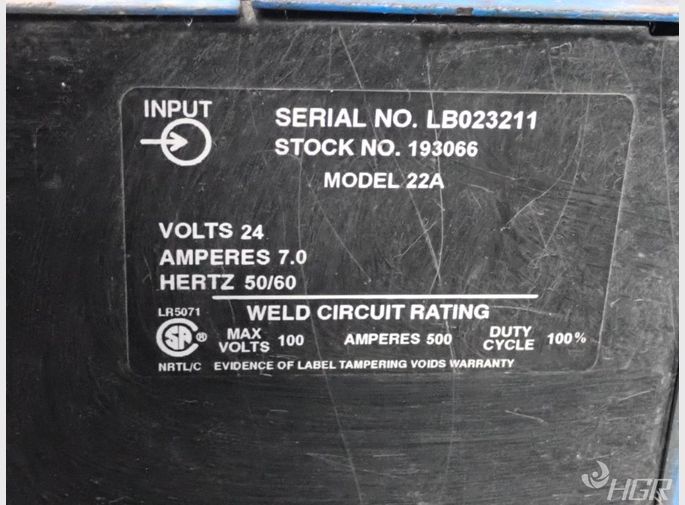 INPUT
SERIAL NO. LB023211
STOCK NO. 193066
MODEL 22A
VOLTS 24
AMPERES 7.0
HERTZ 50/60
LR5071
WELD CIRCUIT RATING
SA ®
MAX VOLTS 100 AMPERES 500 DUTY CYCLE 100%
NRTL/C EVIDENCE OF LABEL TAMPERING VOIDS WARRANTY
HGR